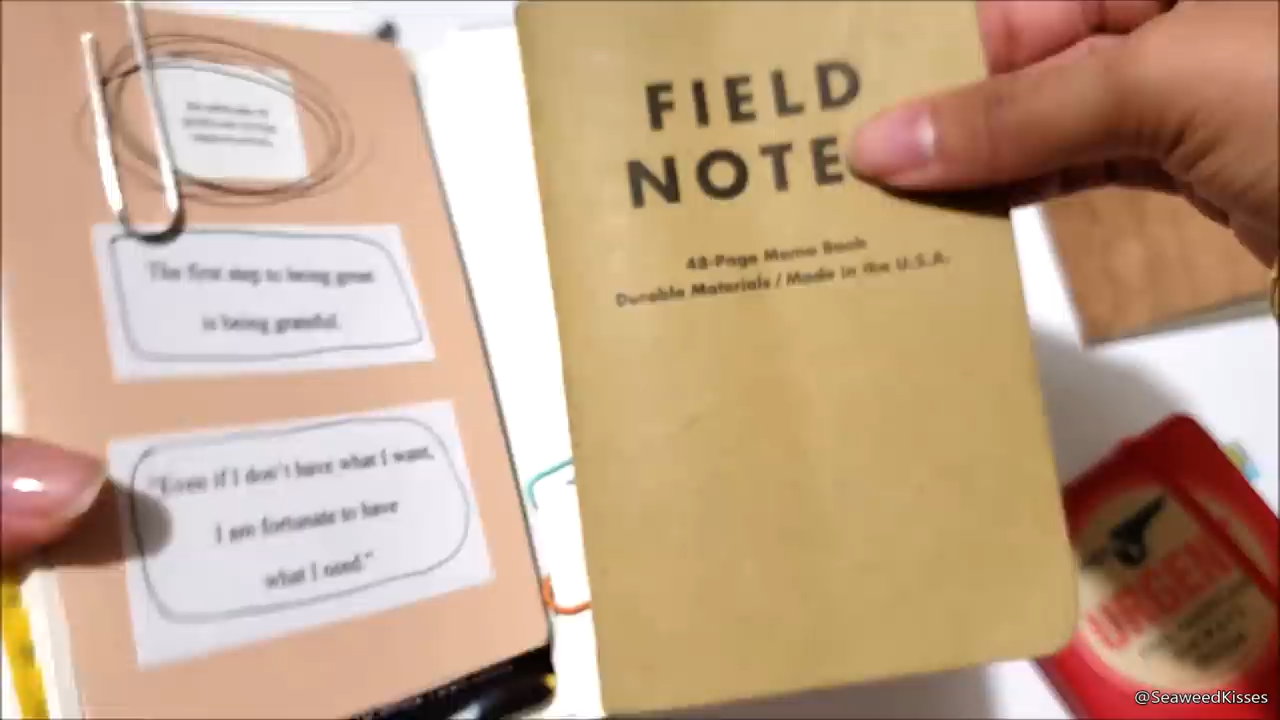 The first step to being great
is being grateful.
"Even if I don't have what I want,
I am fortunate to have
what I need."
FIELD
NOTE
48-Page Memo Book
Durable Materials / Made in the U.S.A.
URGENT
@SeaweedKisses